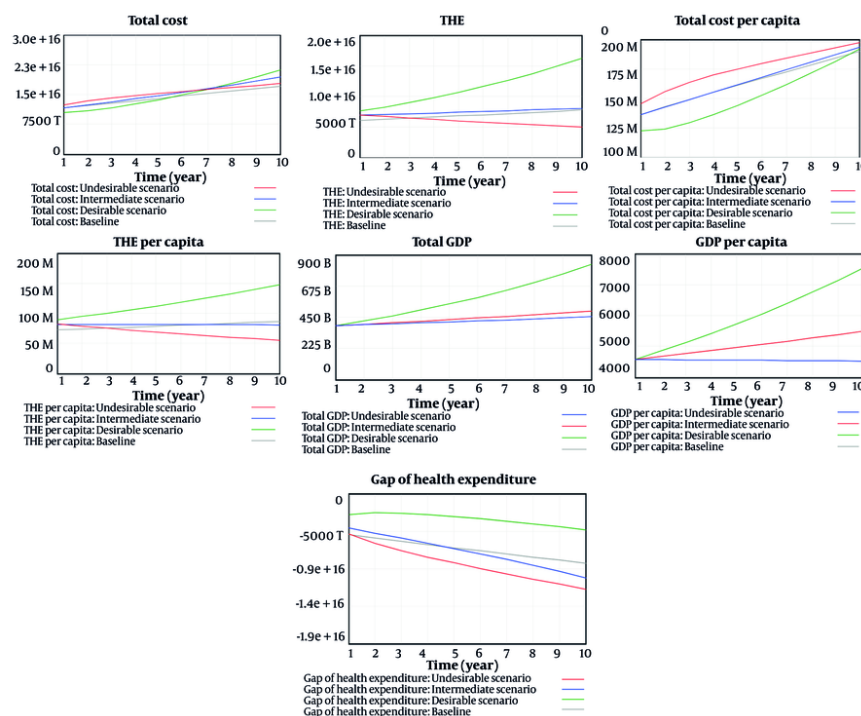 Total cost
3.0e + 16
2.3e + 16
1.5e + 16
7500 T
0
1 2 3 4 5 6 7 8 9 10
Time (year)
Total cost: Undesirable scenario
Total cost: Intermediate scenario
Total cost: Desirable scenario
Total cost: Baseline
THE
2.0e + 16
1.5e + 16
1.0e + 16
5000 T
0
1 2 3 4 5 6 7 8 9 10
Time (year)
THE: Undesirable scenario
THE: Intermediate scenario
THE: Desirable scenario
THE: Baseline
Total cost per capita
0
200 M
175 M
150 M
125 M
100 M
1 2 3 4 5 6 7 8 9 10
Time (year)
Total cost per capita: Undesirable scenario
Total cost per capita: Intermediate scenario
Total cost per capita: Desirable scenario
Total cost per capita: Baseline
THE per capita
200 M
150 M
100 M
50 M
0
1 2 3 4 5 6 7 8 9 10
Time (year)
THE per capita: Undesirable scenario
THE per capita: Intermediate scenario
THE per capita: Desirable scenario
THE per capita: Baseline
Total GDP
900 B
675 B
450 B
225 B
0
1 2 3 4 5 6 7 8 9 10
Time (year)
Total GDP: Undesirable scenario
Total GDP: Intermediate scenario
Total GDP: Desirable scenario
Total GDP: Baseline
GDP per capita
8000
7000
6000
5000
4000
1 2 3 4 5 6 7 8 9 10
Time (year)
GDP per capita: Undesirable scenario
GDP per capita: Intermediate scenario
GDP per capita: Desirable scenario
GDP per capita: Baseline
Gap of health expenditure
0
-5000 T
-0.9e + 16
-1.4e + 16
-1.9e + 16
1 2 3 4 5 6 7 8 9 10
Time (year)
Gap of health expenditure: Undesirable scenario
Gap of health expenditure: Intermediate scenario
Gap of health expenditure: Desirable scenario
Gap of health expenditure: Baseline